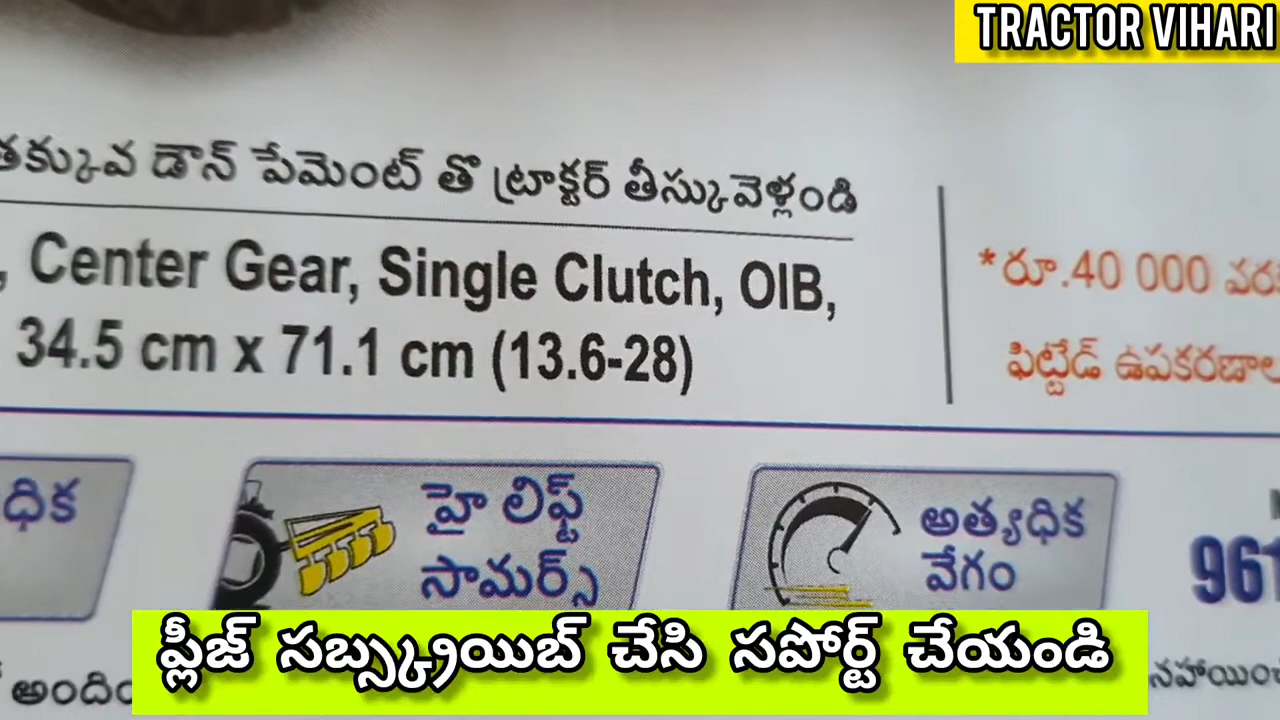 TRACTOR VIHARI
తక్కువ డౌన్ పేమెంట్ తొ ట్రాక్టర్ తీస్కువెళ్లండి
, Center Gear, Single Clutch, OIB,
34.5 cm x 71.1 cm (13.6-28)
*రూ.40 000
ఫిట్టేడ్ ఉపకరణాల
ధిక
హై లిఫ్ట్
సామర్స్
అత్యధిక
వేగం
961
ప్లీజ్ సబ్స్క్రయిబ్ చేసి సపోర్ట్ చేయండి